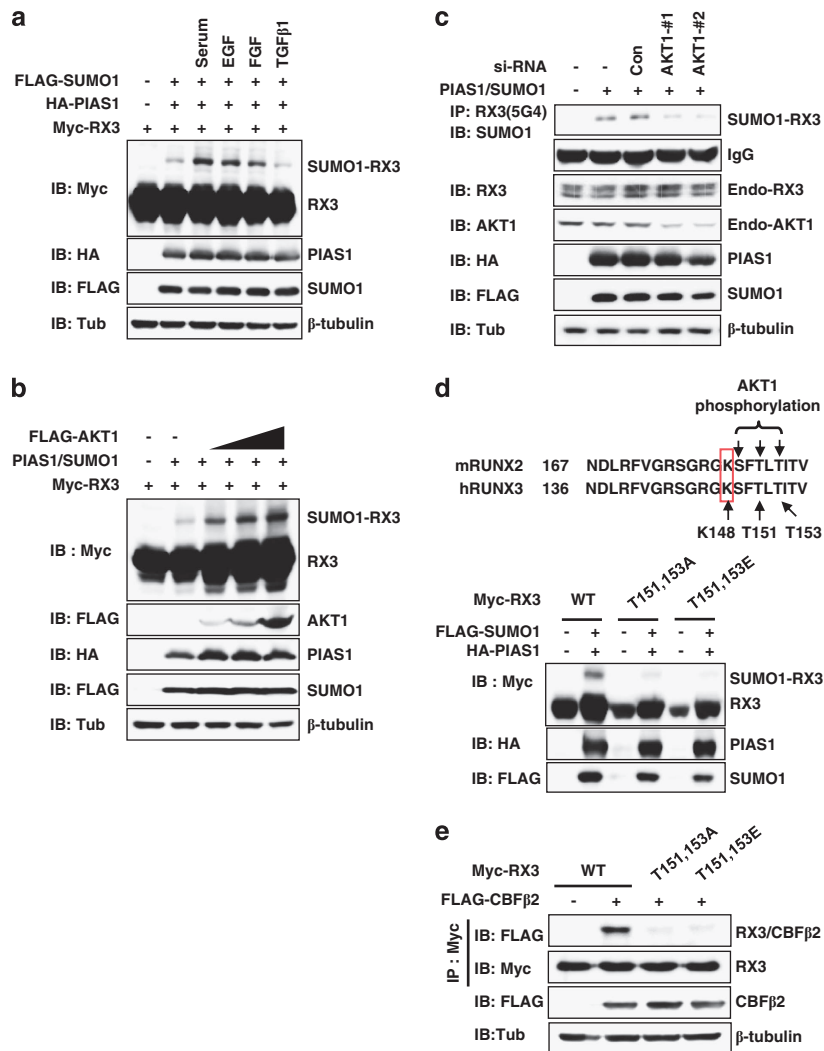 a
Serum
EGF
FGF
TGFβ1
FLAG-SUMO1 - + + + + +
HA-PIAS1 - + + + + +
Myc-RX3 + + + + + +
IB: Myc
SUMO1-RX3
RX3
IB: HA PIAS1
IB: FLAG SUMO1
IB: Tub β-tubulin
b
FLAG-AKT1 - -
PIAS1/SUMO1 - + + + +
Myc-RX3 + + + + +
SUMO1-RX3
IB : Myc RX3
IB: FLAG AKT1
IB: HA PIAS1
IB: FLAG SUMO1
IB: Tub β-tubulin
c
si-RNA - - Con AKT1-#1 AKT1-#2
PIAS1/SUMO1 - + + + +
IP: RX3(5G4)
IB: SUMO1
SUMO1-RX3
IgG
IB: RX3 Endo-RX3
IB: AKT1 Endo-AKT1
IB: HA PIAS1
IB: FLAG SUMO1
IB: Tub β-tubulin
d
AKT1
phosphorylation
mRUNX2 167 NDLRFVGRSGRGKSFTLTITV
hRUNX3 136 NDLRFVGRSGRGKSFTLTITV
K148 T151 T153
Myc-RX3 WT T151,153A T151,153E
FLAG-SUMO1 - + - + - +
HA-PIAS1 - + - + - +
IB : Myc SUMO1-RX3
RX3
IB: HA PIAS1
IB: FLAG SUMO1
e
Myc-RX3 WT T151,153A T151,153E
FLAG-CBFβ2 - + + +
IP : Myc
IB: FLAG RX3/CBFβ2
IB: Myc RX3
IB: FLAG CBFβ2
IB:Tub β-tubulin